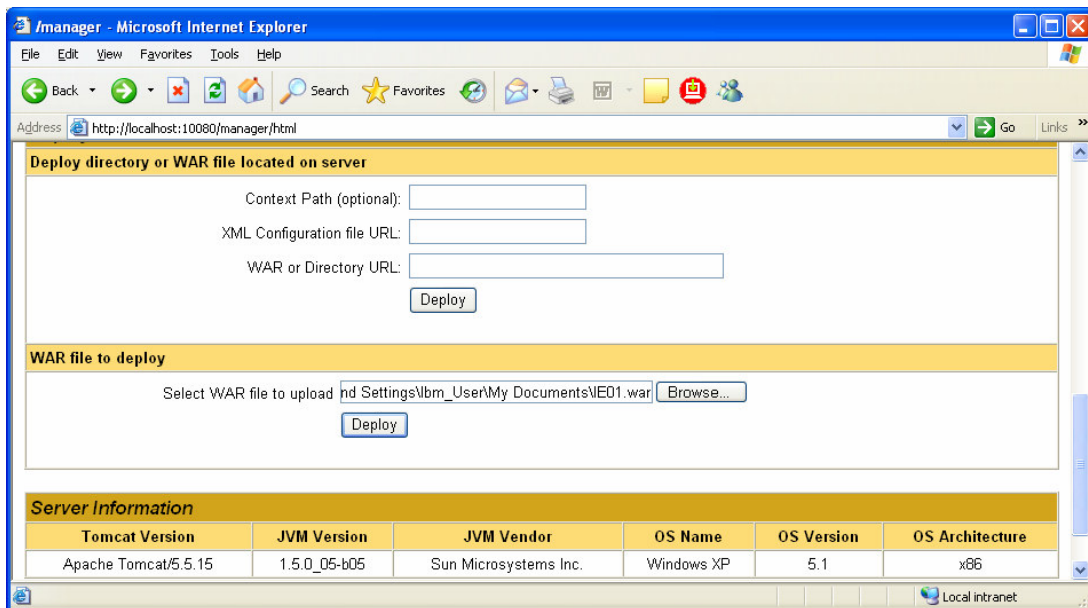 /manager - Microsoft Internet Explorer
File Edit View Favorites Tools Help
Back Search Favorites
Address http://localhost:10080/manager/html Go Links »
Deploy directory or WAR file located on server
Context Path (optional):
XML Configuration file URL:
WAR or Directory URL:
Deploy
WAR file to deploy
Select WAR file to upload nd Settings\Ibm_User\My Documents\IE01.war Browse...
Deploy
Server Information
Tomcat Version JVM Version JVM Vendor OS Name OS Version OS Architecture
Apache Tomcat/5.5.15 1.5.0_05-b05 Sun Microsystems Inc. Windows XP 5.1 x86
Local intranet